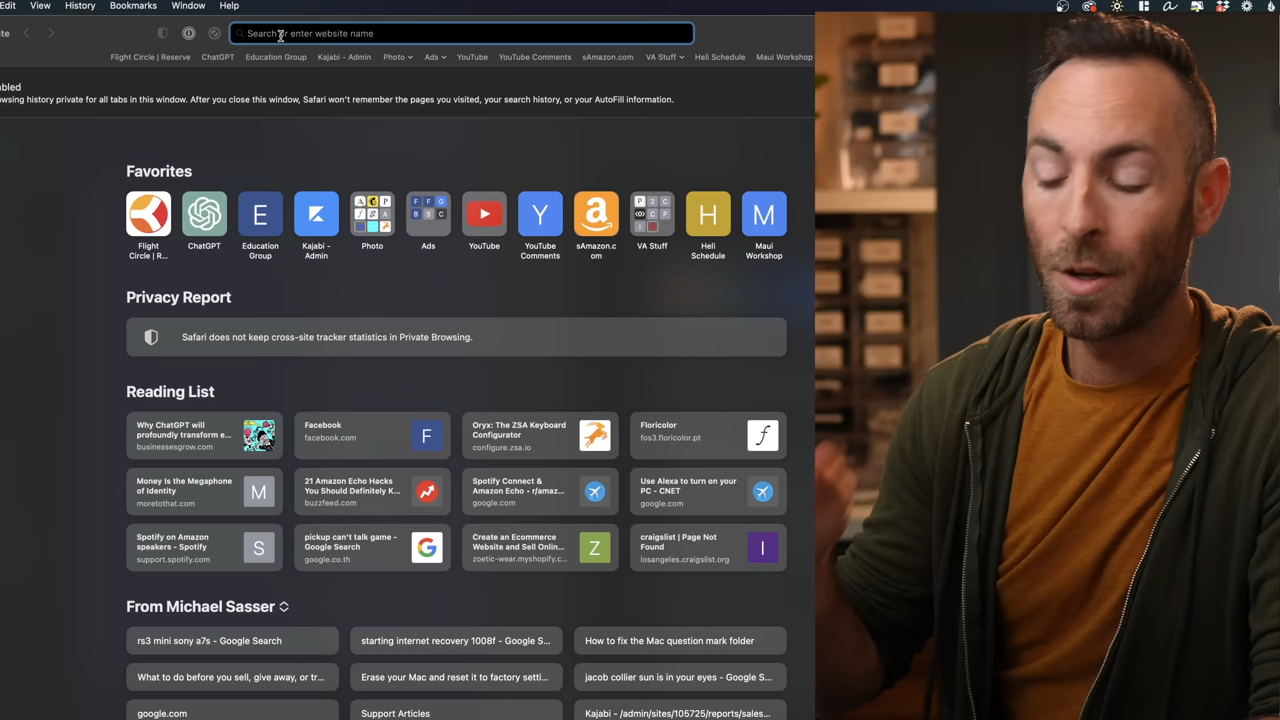 Edit View History Bookmarks Window Help
Search or enter website name
Flight Circle | Reserve ChatGPT Education Group Kajabi - Admin Photo Ads YouTube YouTube Comments sAmazon.com VA Stuff Heli Schedule Maui Workshop
browsing history private for all tabs in this window. After you close this window, Safari won't remember the pages you visited, your search history, or your AutoFill information.
Favorites
Flight
Circle | R...
ChatGPT
Education
Group
Kajabi -
Admin
Photo
Ads
YouTube
YouTube
Comments
sAmazon.c
om
VA Stuff
Heli
Schedule
Maui
Workshop
Privacy Report
Safari does not keep cross-site tracker statistics in Private Browsing.
Reading List
Why ChatGPT will
profoundly transform e...
businessesgrow.com
Facebook
facebook.com
Oryx: The ZSA Keyboard
Configurator
configure.zsa.io
Floricolor
fos3.floricolor.pt
Money Is the Megaphone
of Identity
moretothat.com
21 Amazon Echo Hacks
You Should Definitely K...
buzzfeed.com
Spotify Connect &
Amazon Echo • r/amaz...
google.com
Use Alexa to turn on your
PC - CNET
google.com
Spotify on Amazon
speakers - Spotify
support.spotify.com
pickup can't talk game -
Google Search
google.co.th
Create an Ecommerce
Website and Sell Onlin...
zoetic-wear.myshopify.c...
craigslist | Page Not
Found
losangeles.craigslist.org
From Michael Sasser
rs3 mini sony a7s - Google Search
starting internet recovery 1008f - Google S...
How to fix the Mac question mark folder
What to do before you sell, give away, or tr...
Erase your Mac and reset it to factory setti...
jacob collier sun is in your eyes - Google S...
google.com
Support Articles
Kajabi - /admin/sites/105725/reports/sales...